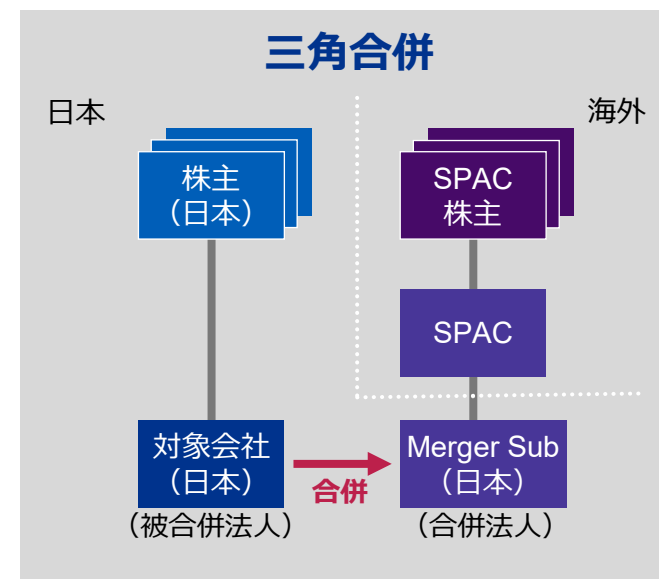 三角合併
日本
海外
株主
（日本）
SPAC
株主
SPAC
対象会社
（日本）
合併
Merger Sub
（日本）
（被合併法人）
（合併法人）